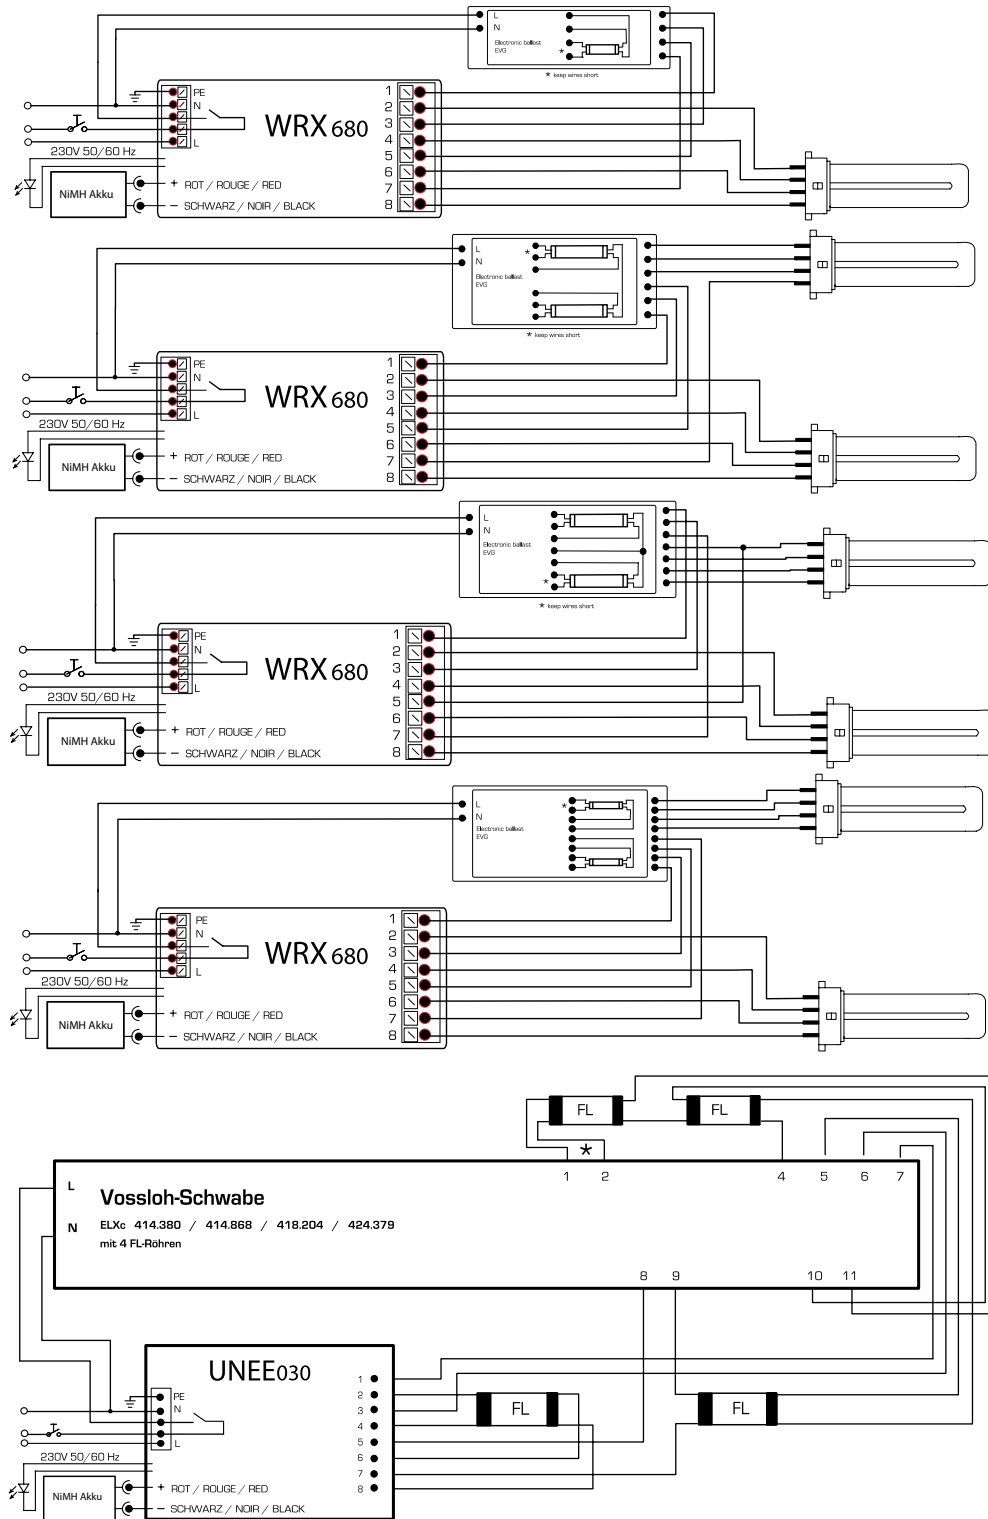 L
N
Electronic ballast
EVG
*
* keep wires short
PE
N
L
230V 50/60 Hz
WRX 680
1
2
3
4
5
6
7
8
NiMH Akku
+ ROT / ROUGE / RED
– SCHWARZ / NOIR / BLACK
L
N
Electronic ballast
EVG
*
* keep wires short
PE
N
L
230V 50/60 Hz
WRX 680
1
2
3
4
5
6
7
8
NiMH Akku
+ ROT / ROUGE / RED
– SCHWARZ / NOIR / BLACK
L
N
Electronic ballast
EVG
*
* keep wires short
PE
N
L
230V 50/60 Hz
WRX 680
1
2
3
4
5
6
7
8
NiMH Akku
+ ROT / ROUGE / RED
– SCHWARZ / NOIR / BLACK
L
N
Electronic ballast
EVG
*
PE
N
L
230V 50/60 Hz
WRX 680
1
2
3
4
5
6
7
8
NiMH Akku
+ ROT / ROUGE / RED
– SCHWARZ / NOIR / BLACK
FL
FL
*
1 2 4 5 6 7
L
N
Vossloh-Schwabe
ELXc 414.380 / 414.868 / 418.204 / 424.379
mit 4 FL-Röhren
8 9 10 11
UNEE030
PE
N
L
230V 50/60 Hz
1
2
3
4
5
6
7
8
FL
FL
NiMH Akku
+ ROT / ROUGE / RED
– SCHWARZ / NOIR / BLACK